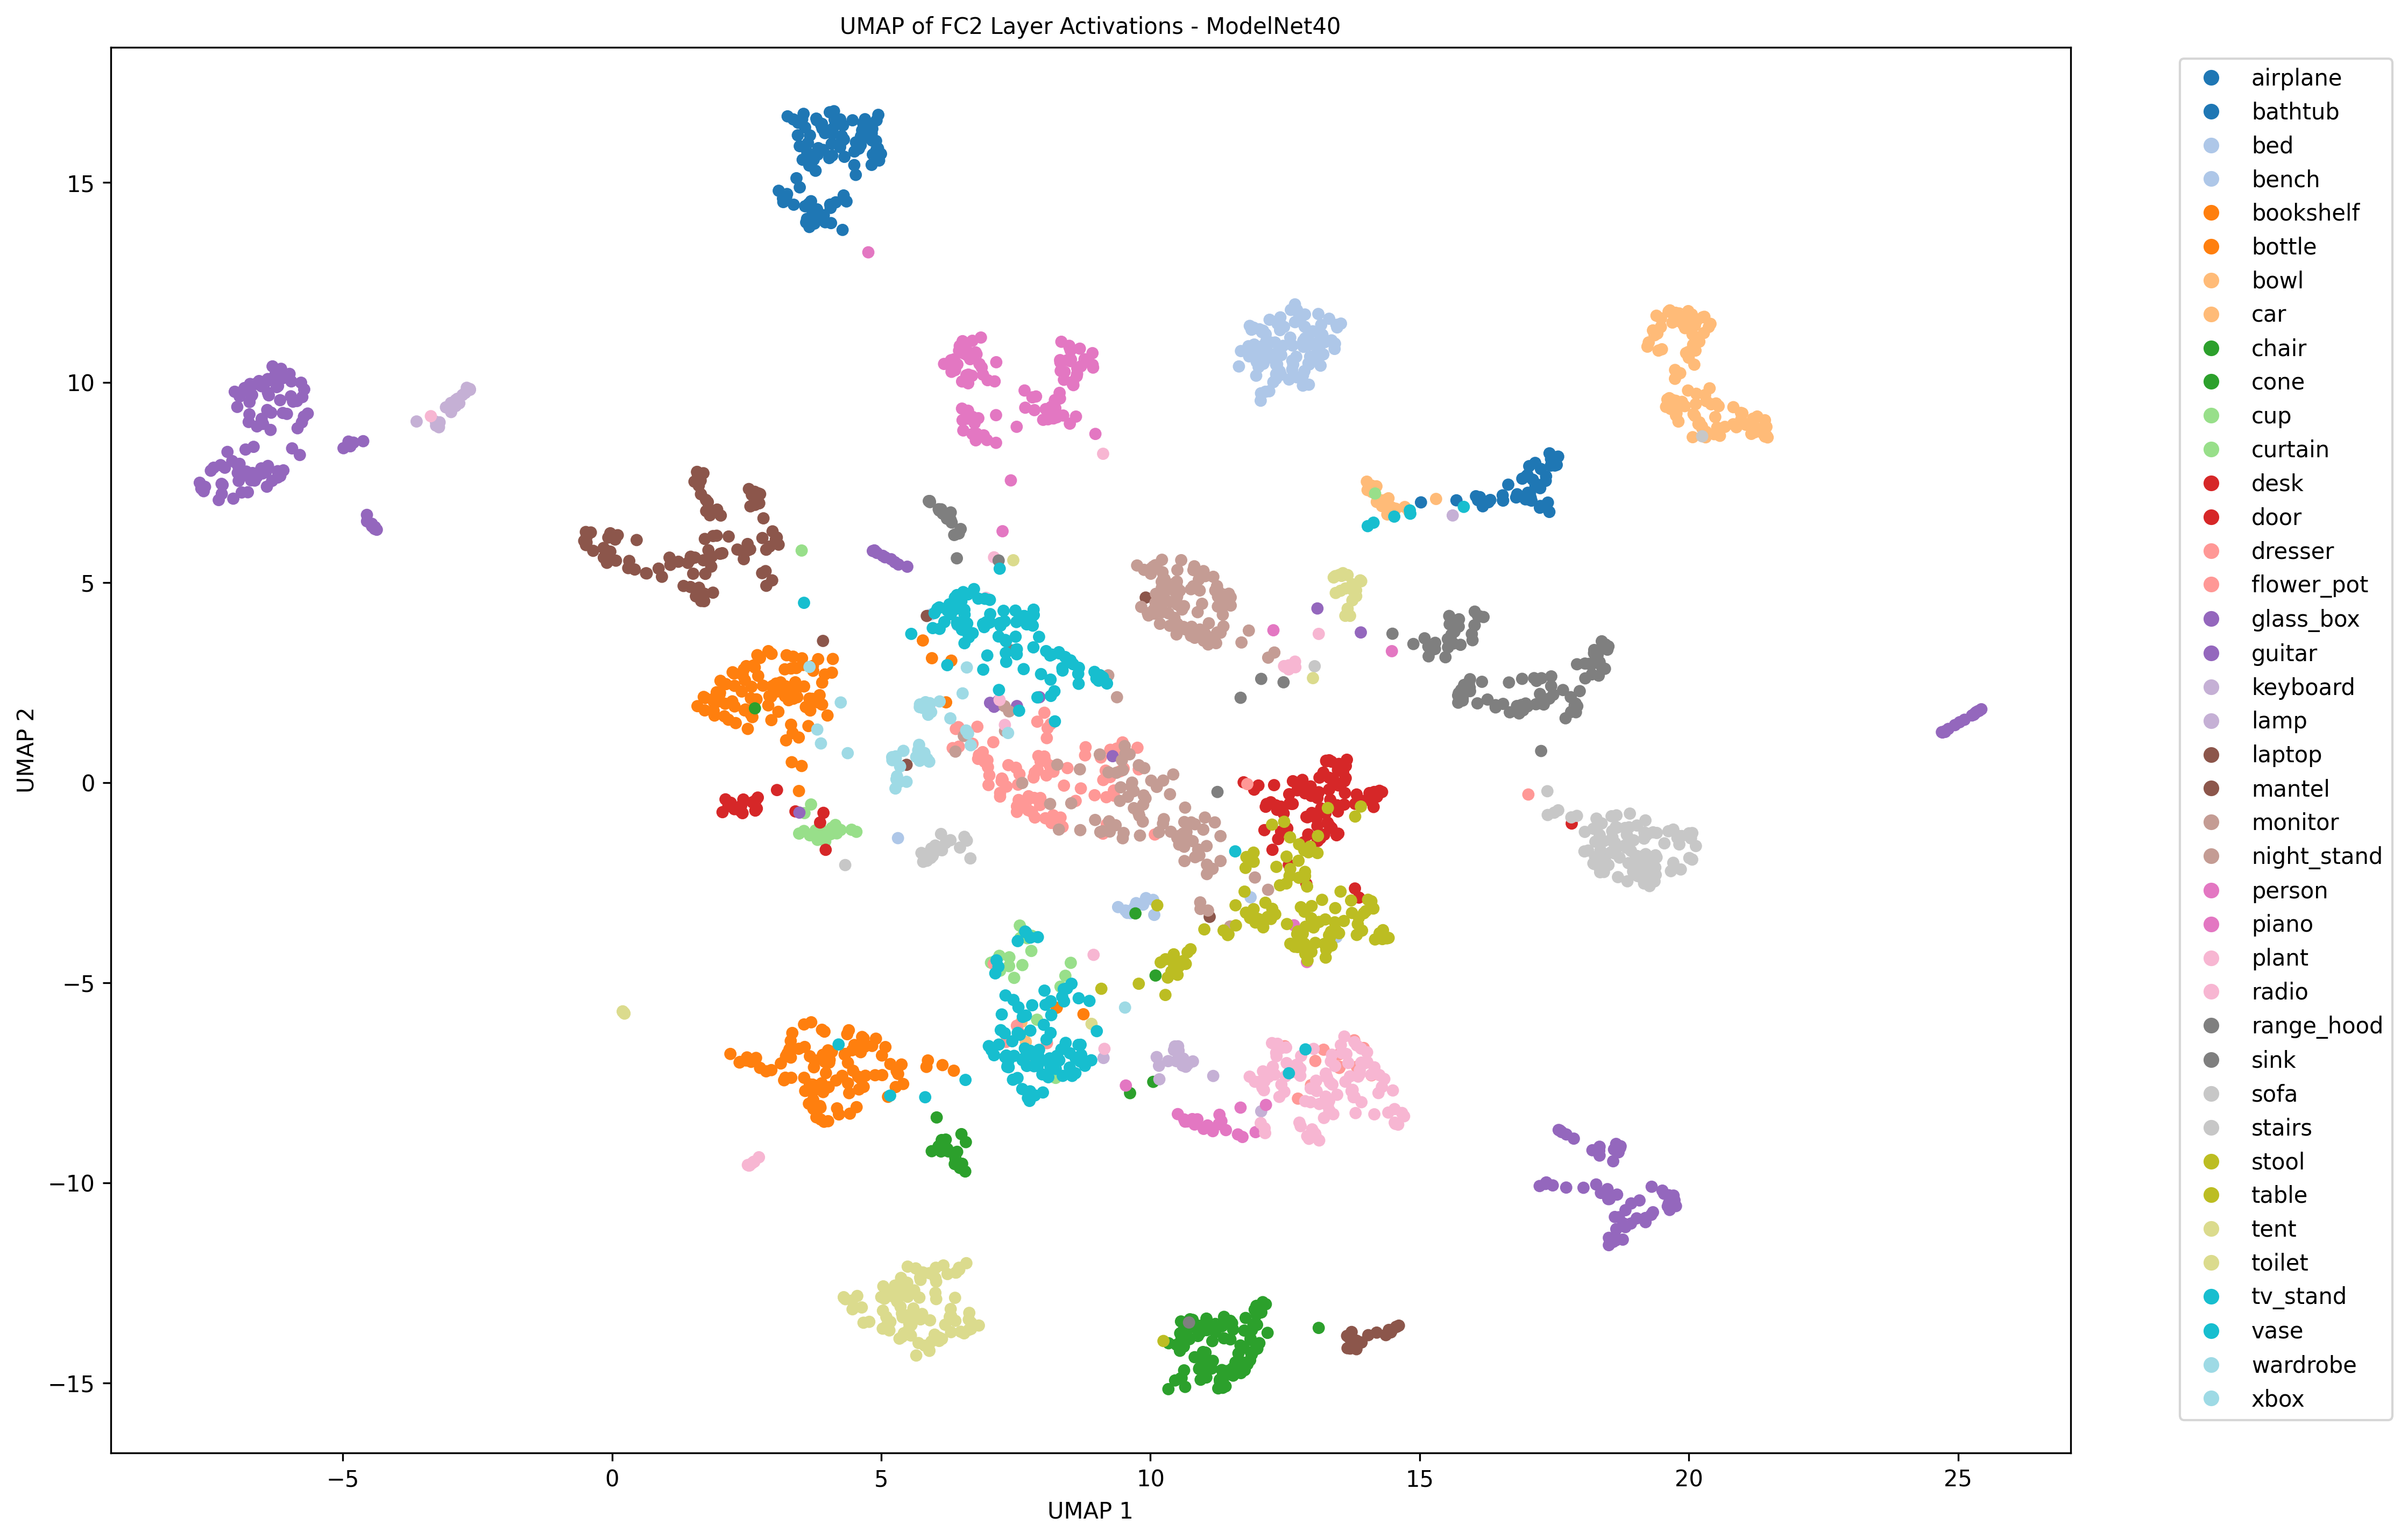 UMAP of FC2 Layer Activations - ModelNet40
15
10
5
0
−5
−10
−15
UMAP 2
−5
0
5
10
15
20
25
UMAP 1
airplane
bathtub
bed
bench
bookshelf
bottle
bowl
car
chair
cone
cup
curtain
desk
door
dresser
flower_pot
glass_box
guitar
keyboard
lamp
laptop
mantel
monitor
night_stand
person
piano
plant
radio
range_hood
sink
sofa
stairs
stool
table
tent
toilet
tv_stand
vase
wardrobe
xbox